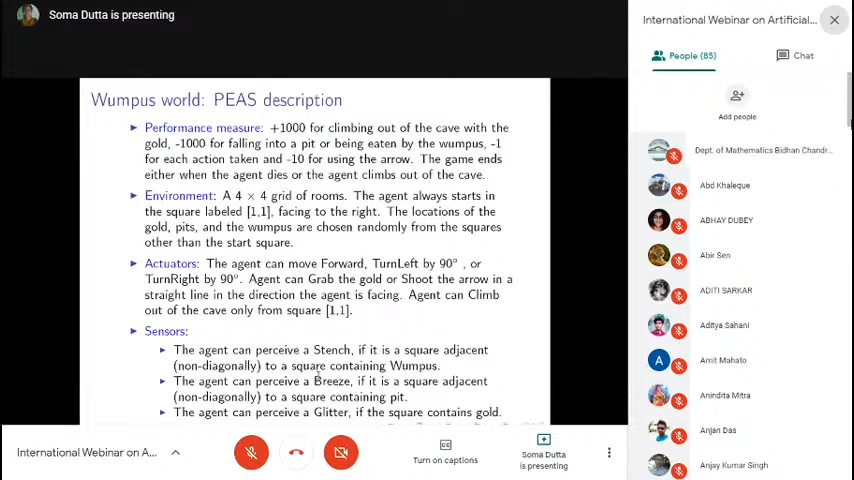 Soma Dutta is presenting
Wumpus world: PEAS description
Performance measure: +1000 for climbing out of the cave with the
gold, -1000 for falling into a pit or being eaten by the wumpus, -1
for each action taken and -10 for using the arrow. The game ends
either when the agent dies or the agent climbs out of the cave.
Environment: A 4 × 4 grid of rooms. The agent always starts in
the square labeled [1,1], facing to the right. The locations of the
gold, pits, and the wumpus are chosen randomly from the squares
other than the start square.
Actuators: The agent can move Forward, TurnLeft by 90° , or
TurnRight by 90°. Agent can Grab the gold or Shoot the arrow in a
straight line in the direction the agent is facing. Agent can Climb
out of the cave only from square [1,1].
Sensors:
The agent can perceive a Stench, if it is a square adjacent
(non-diagonally) to a square containing Wumpus.
The agent can perceive a Breeze, if it is a square adjacent
(non-diagonally) to a square containing pit.
The agent can perceive a Glitter, if the square contains gold.
International Webinar on A...
Turn on captions
Soma Dutta
is presenting
International Webinar on Artificial...
People (85)
Chat
Add people
Dept. of Mathematics Bidhan Chandr...
Abd Khaleque
ABHAY DUBEY
Abir Sen
ADITI SARKAR
Aditya Sahani
A
Amit Mahato
Anindita Mitra
Anjan Das
Anjay Kumar Singh